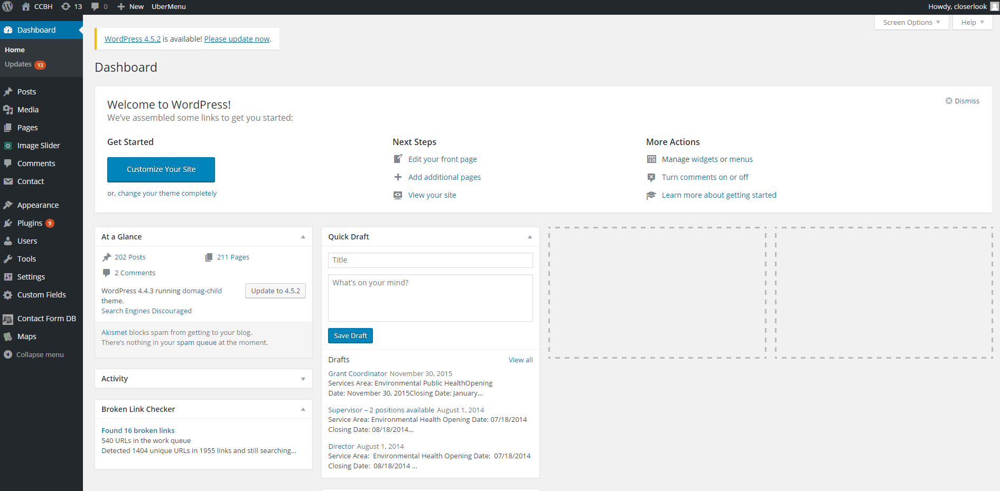 CCBH 13 0 New UberMenu Howdy, closerlook
Dashboard
Home
Updates 13
Posts
Media
Pages
Image Slider
Comments
Contact
Appearance
Plugins 9
Users
Tools
Settings
Custom Fields
Contact Form DB
Maps
Collapse menu
Screen Options Help
WordPress 4.5.2 is available! Please update now.
Dashboard
Welcome to WordPress!
Dismiss
We've assembled some links to get you started:
Get Started
Customize Your Site
or, change your theme completely
Next Steps
Edit your front page
Add additional pages
View your site
More Actions
Manage widgets or menus
Turn comments on or off
Learn more about getting started
At a Glance
202 Posts 211 Pages
2 Comments
WordPress 4.4.3 running domag-child
theme.
Update to 4.5.2
Search Engines Discouraged
Akismet blocks spam from getting to your blog.
There's nothing in your spam queue at the moment.
Activity
Broken Link Checker
Found 16 broken links
540 URLs in the work queue
Detected 1404 unique URLs in 1955 links and still searching...
Quick Draft
Title
What's on your mind?
Save Draft
Drafts View all
Grant Coordinator November 30, 2015
Services Area: Environmental Public HealthOpening
Date: November 30, 2015Closing Date: January…
Supervisor – 2 positions available August 1, 2014
Service Area: Environmental Health Opening Date: 07/18/2014
Closing Date: 08/18/2014…
Director August 1, 2014
Service Area: Environmental Health Opening Date: 07/18/2014
Closing Date: 08/18/2014 …